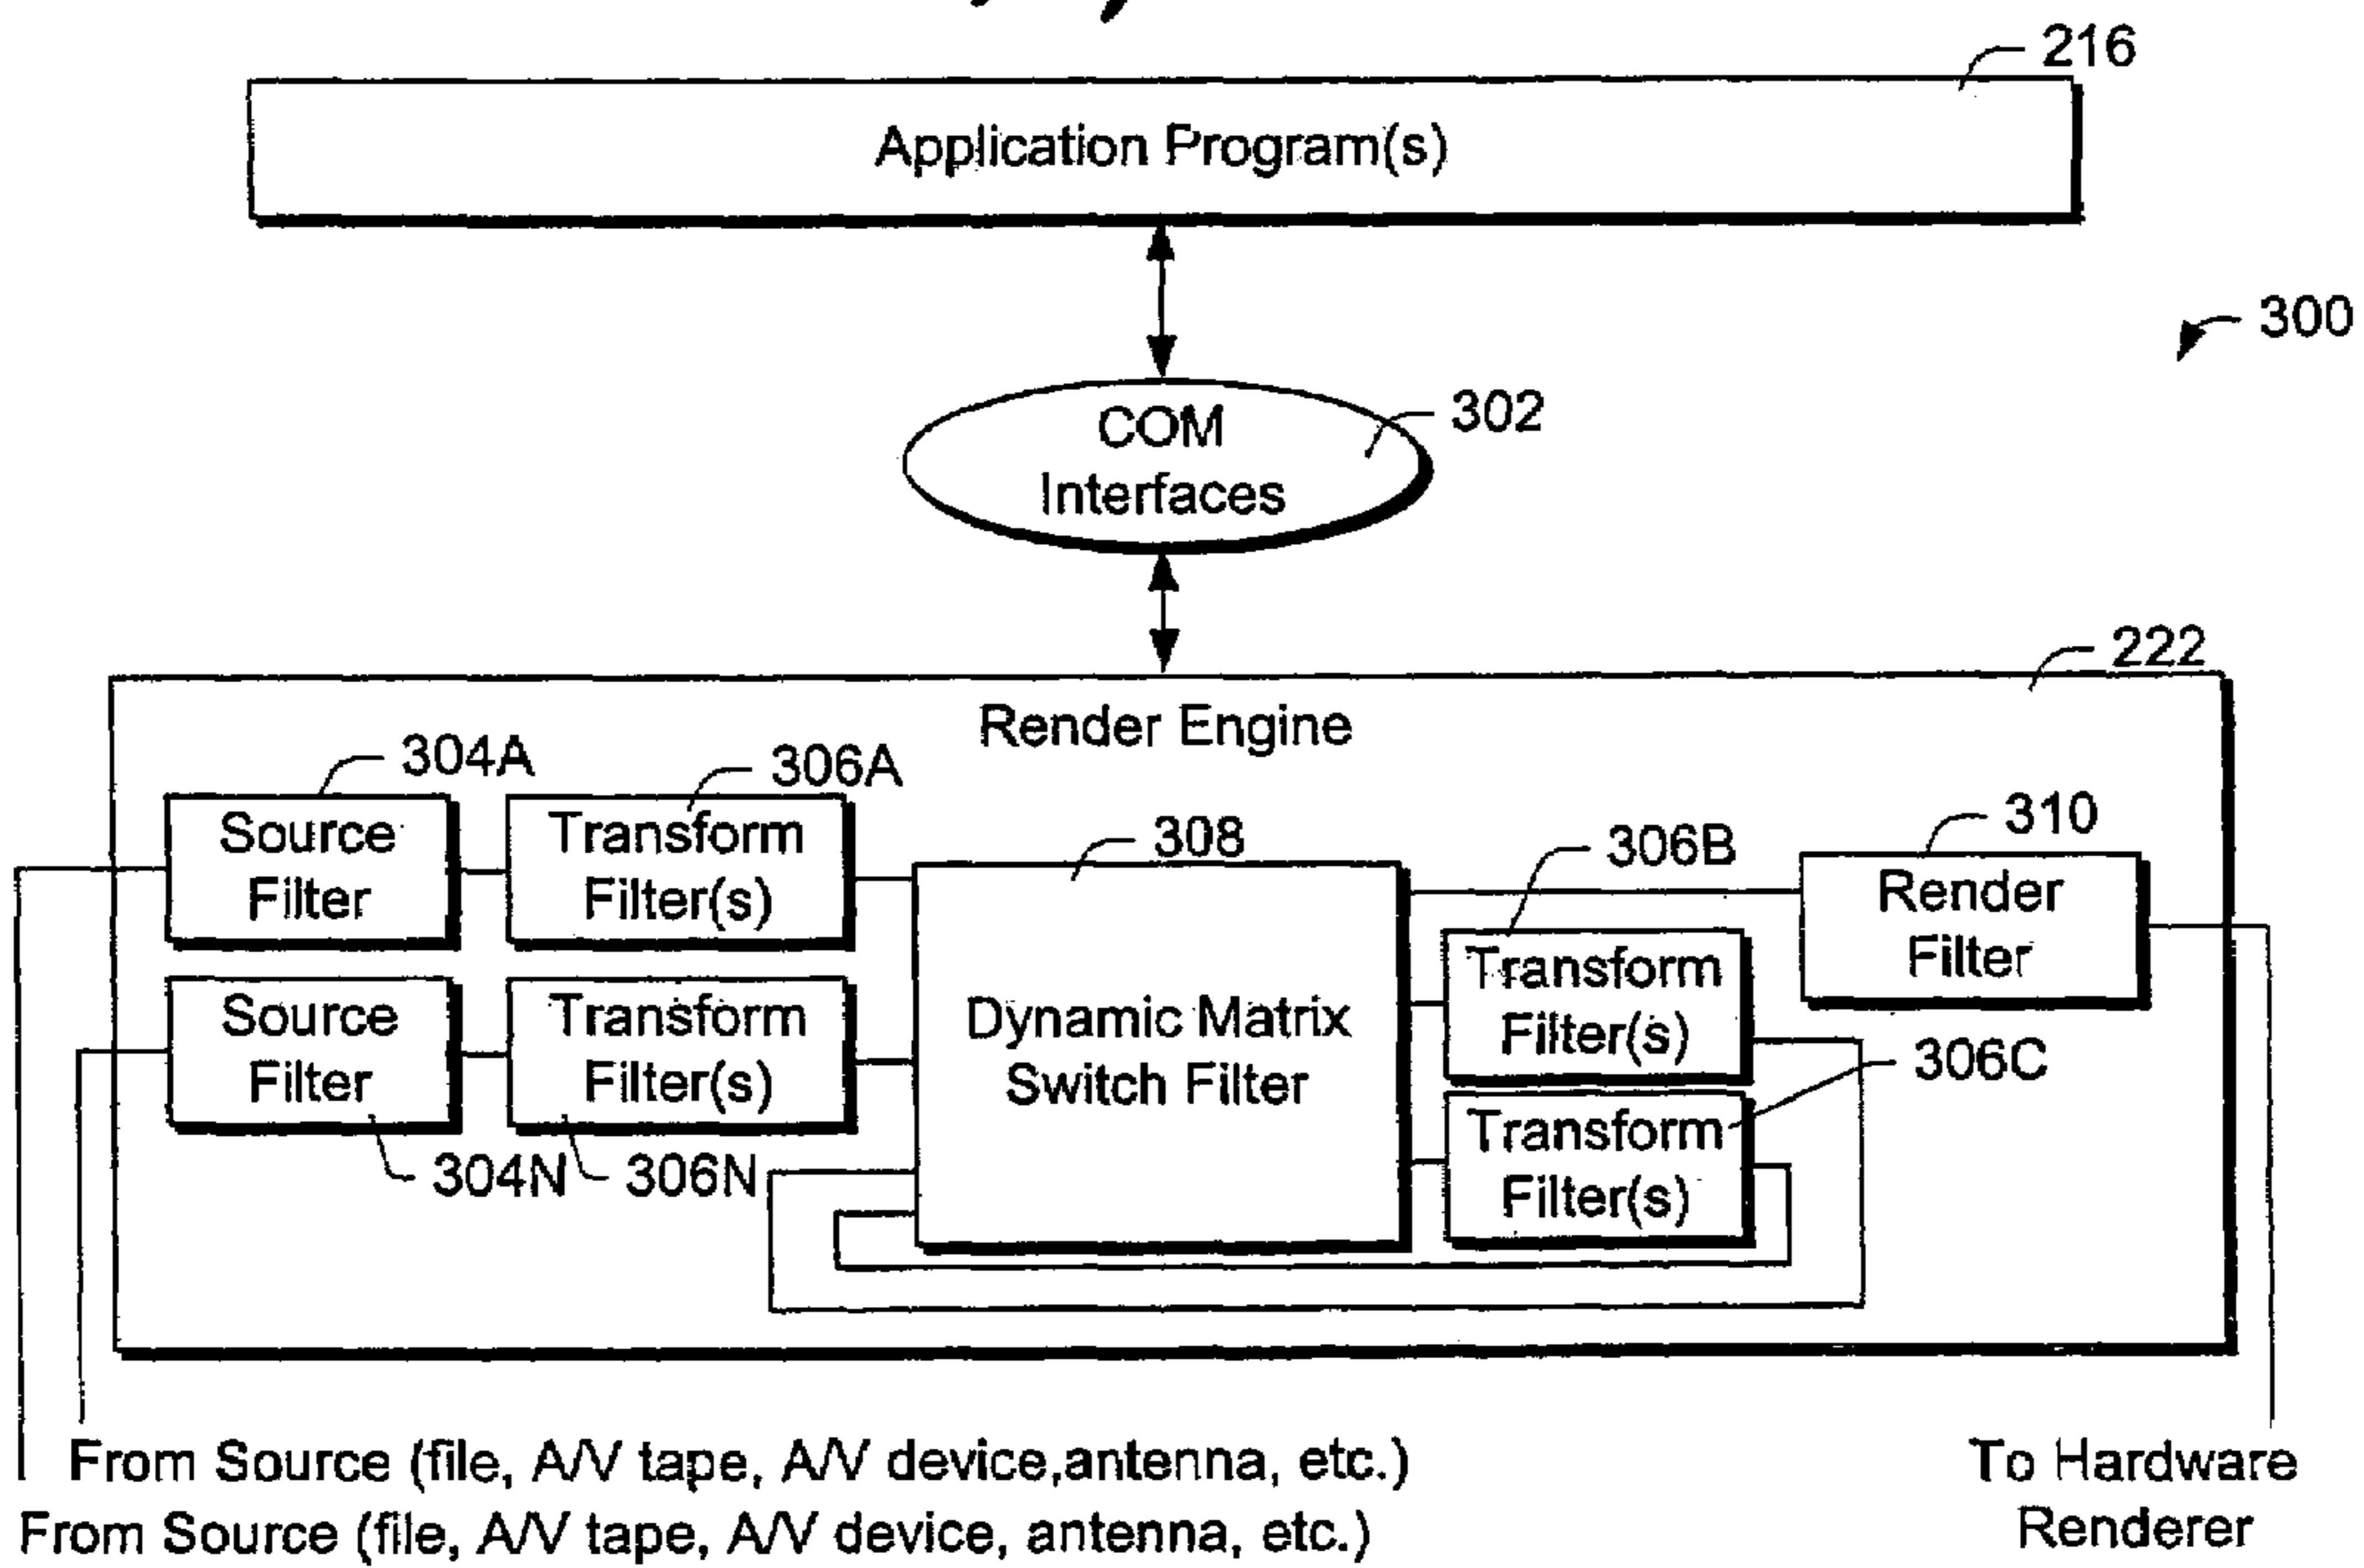 216
Application Program(s)
300
302
COM
Interfaces
222
Render Engine
304A
306A
Source
Filter
Transform
Filter(s)
308
306B
310
Render
Filter
Source
Filter
Transform
Filter(s)
Dynamic Matrix
Switch Filter
Transform
Filter(s)
306C
Transform
Filter(s)
304N
306N
From Source (file, A/V tape, A/V device,antenna, etc.)
From Source (file, A/V tape, A/V device, antenna, etc.)
To Hardware
Renderer